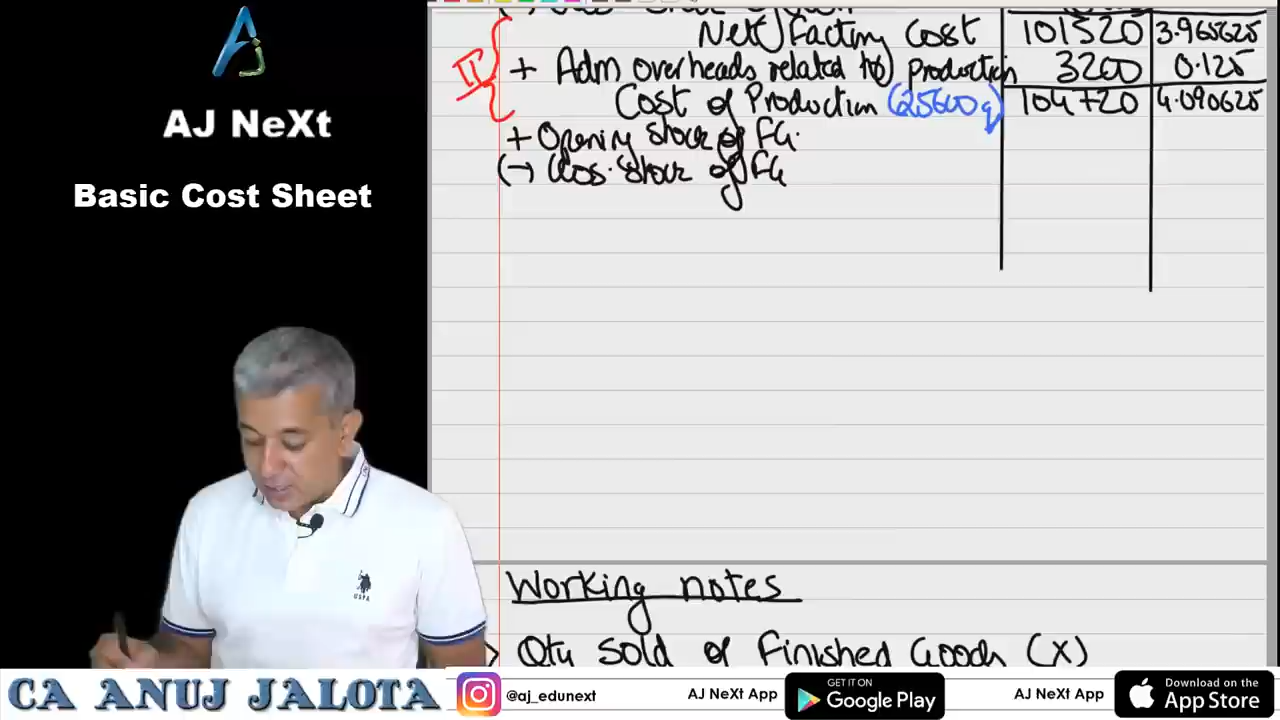 AJ NeXt
Basic Cost Sheet
Net Factory Cost 101520 3.965625
II + Adm overheads related to production 3200 0.125
Cost of Production (25600q) 104720 4.090625
+ Opening stock of FG.
(-) Clos. Stock of FG
Working notes
Qty sold of Finished Goods (X)
U.S.P.A.
CA ANUJ JALOTA
@aj_edunext
AJ NeXt App
GET IT ON
Google Play
AJ NeXt App
Download on the
App Store